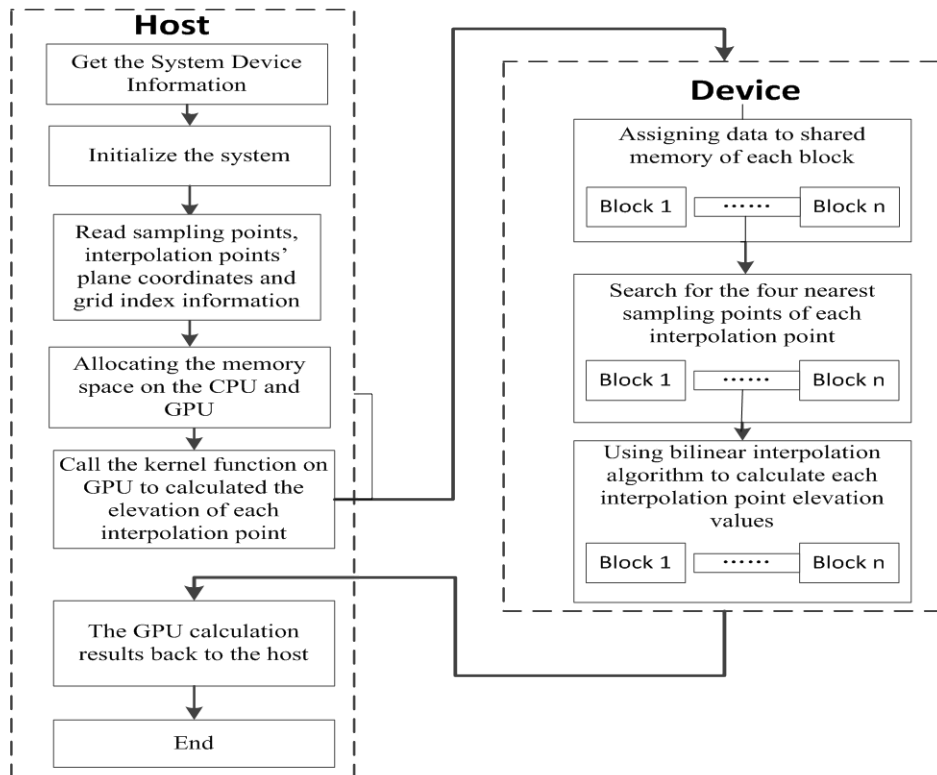 Host
Get the System Device
Information
Initialize the system
Read sampling points,
interpolation points’
plane coordinates and
grid index information
Allocating the memory
space on the CPU and
GPU
Call the kernel function on
GPU to calculated the
elevation of each
interpolation point
The GPU calculation
results back to the host
End
Device
Assigning data to shared
memory of each block
Block 1 ...... Block n
Search for the four nearest
sampling points of each
interpolation point
Block 1 ...... Block n
Using bilinear interpolation
algorithm to calculate each
interpolation point elevation
values
Block 1 ...... Block n